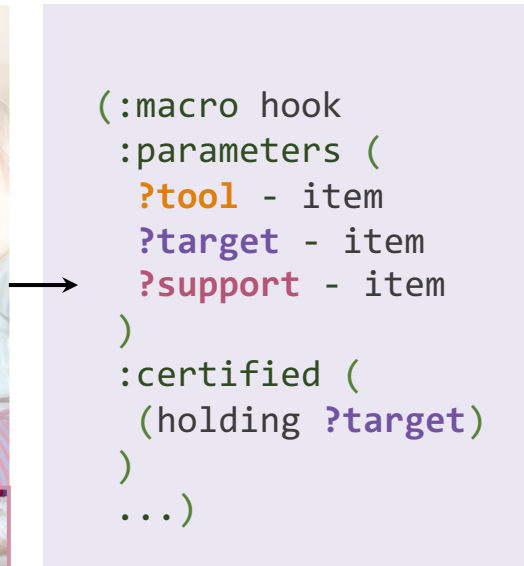 (:macro hook
:parameters (
?tool - item
?target - item
?support - item
)
:certified (
(holding ?target)
)
...)